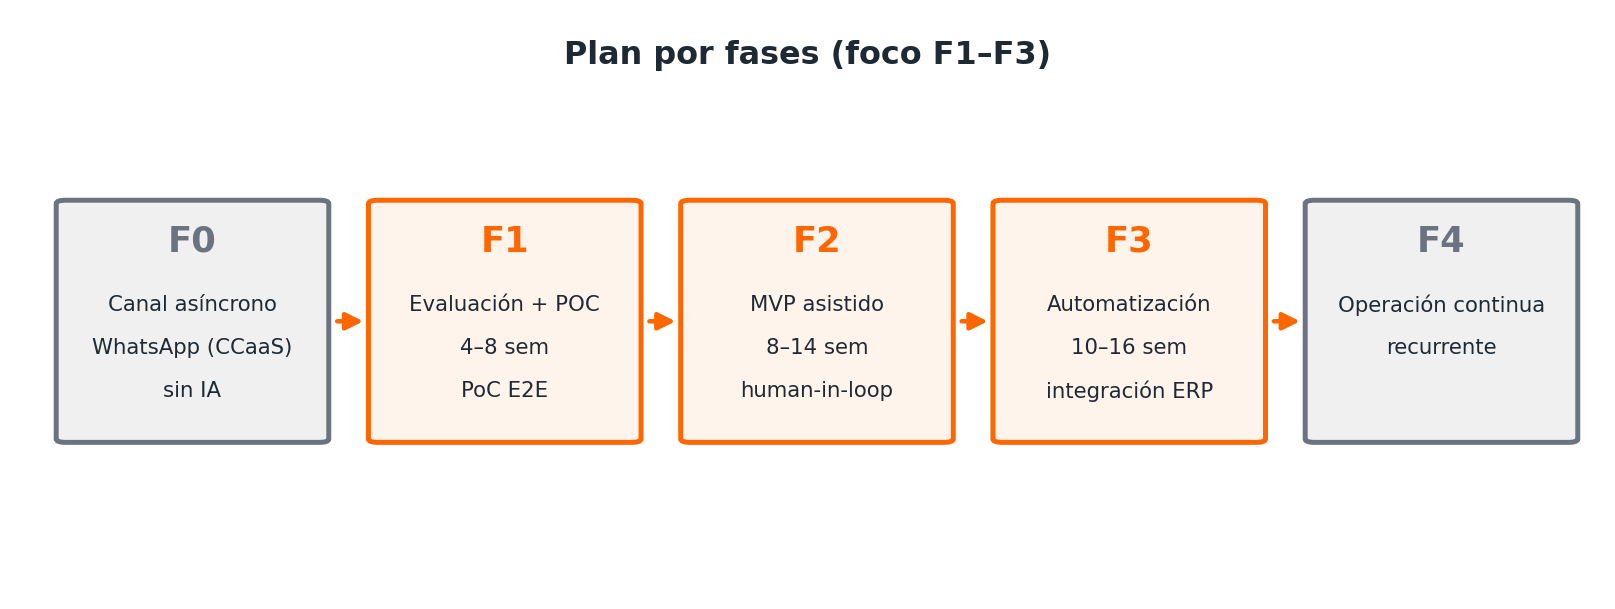 Plan por fases (foco F1–F3)
F0
Canal asíncrono
WhatsApp (CCaaS)
sin IA
F1
Evaluación + POC
4–8 sem
PoC E2E
F2
MVP asistido
8–14 sem
human-in-loop
F3
Automatización
10–16 sem
integración ERP
F4
Operación continua
recurrente